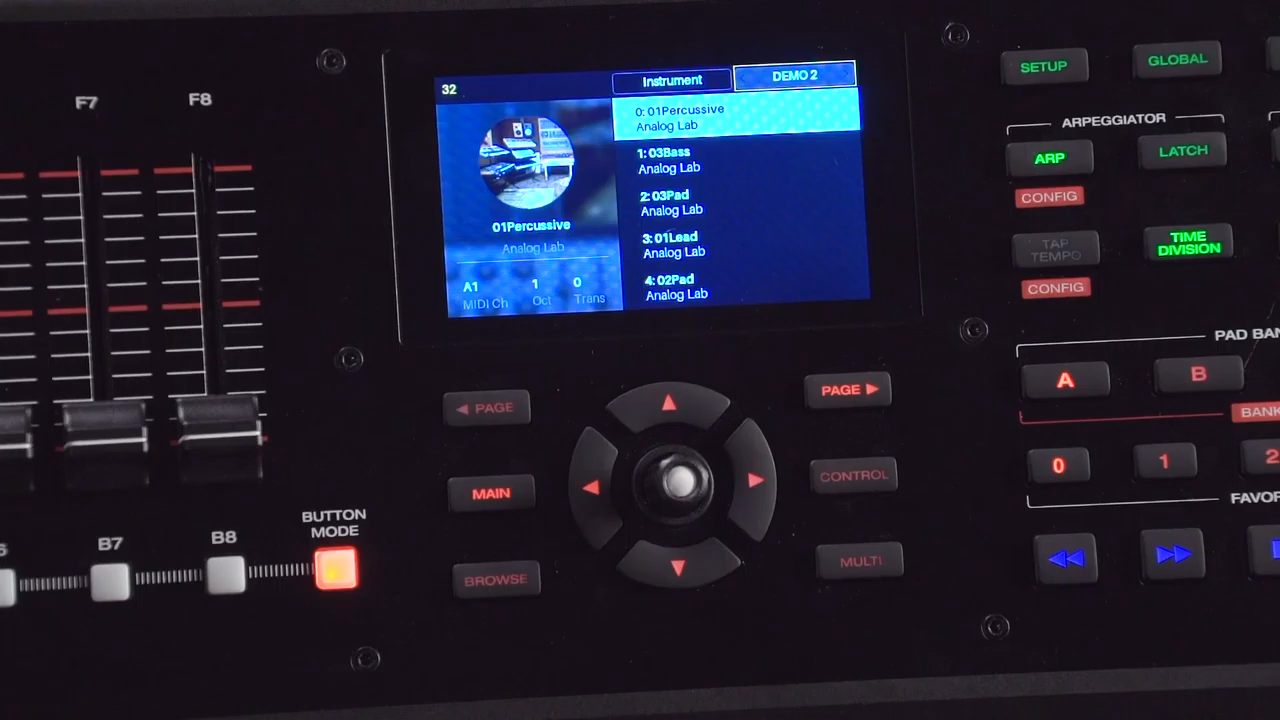 F7
F8
32
Instrument
DEMO 2
0: 01Percussive
Analog Lab
1: 03Bass
Analog Lab
2: 03Pad
Analog Lab
3: 01Lead
Analog Lab
4: 02Pad
Analog Lab
01Percussive
Analog Lab
A1
1
0
MIDI Ch
Oct
Trans
SETUP
GLOBAL
ARPEGGIATOR
ARP
LATCH
CONFIG
TAP
TEMPO
TIME
DIVISION
CONFIG
PAD BAN
A
B
BANK
0
1
2
FAVOR
PAGE
PAGE
MAIN
CONTROL
BROWSE
MULTI
B7
B8
BUTTON
MODE